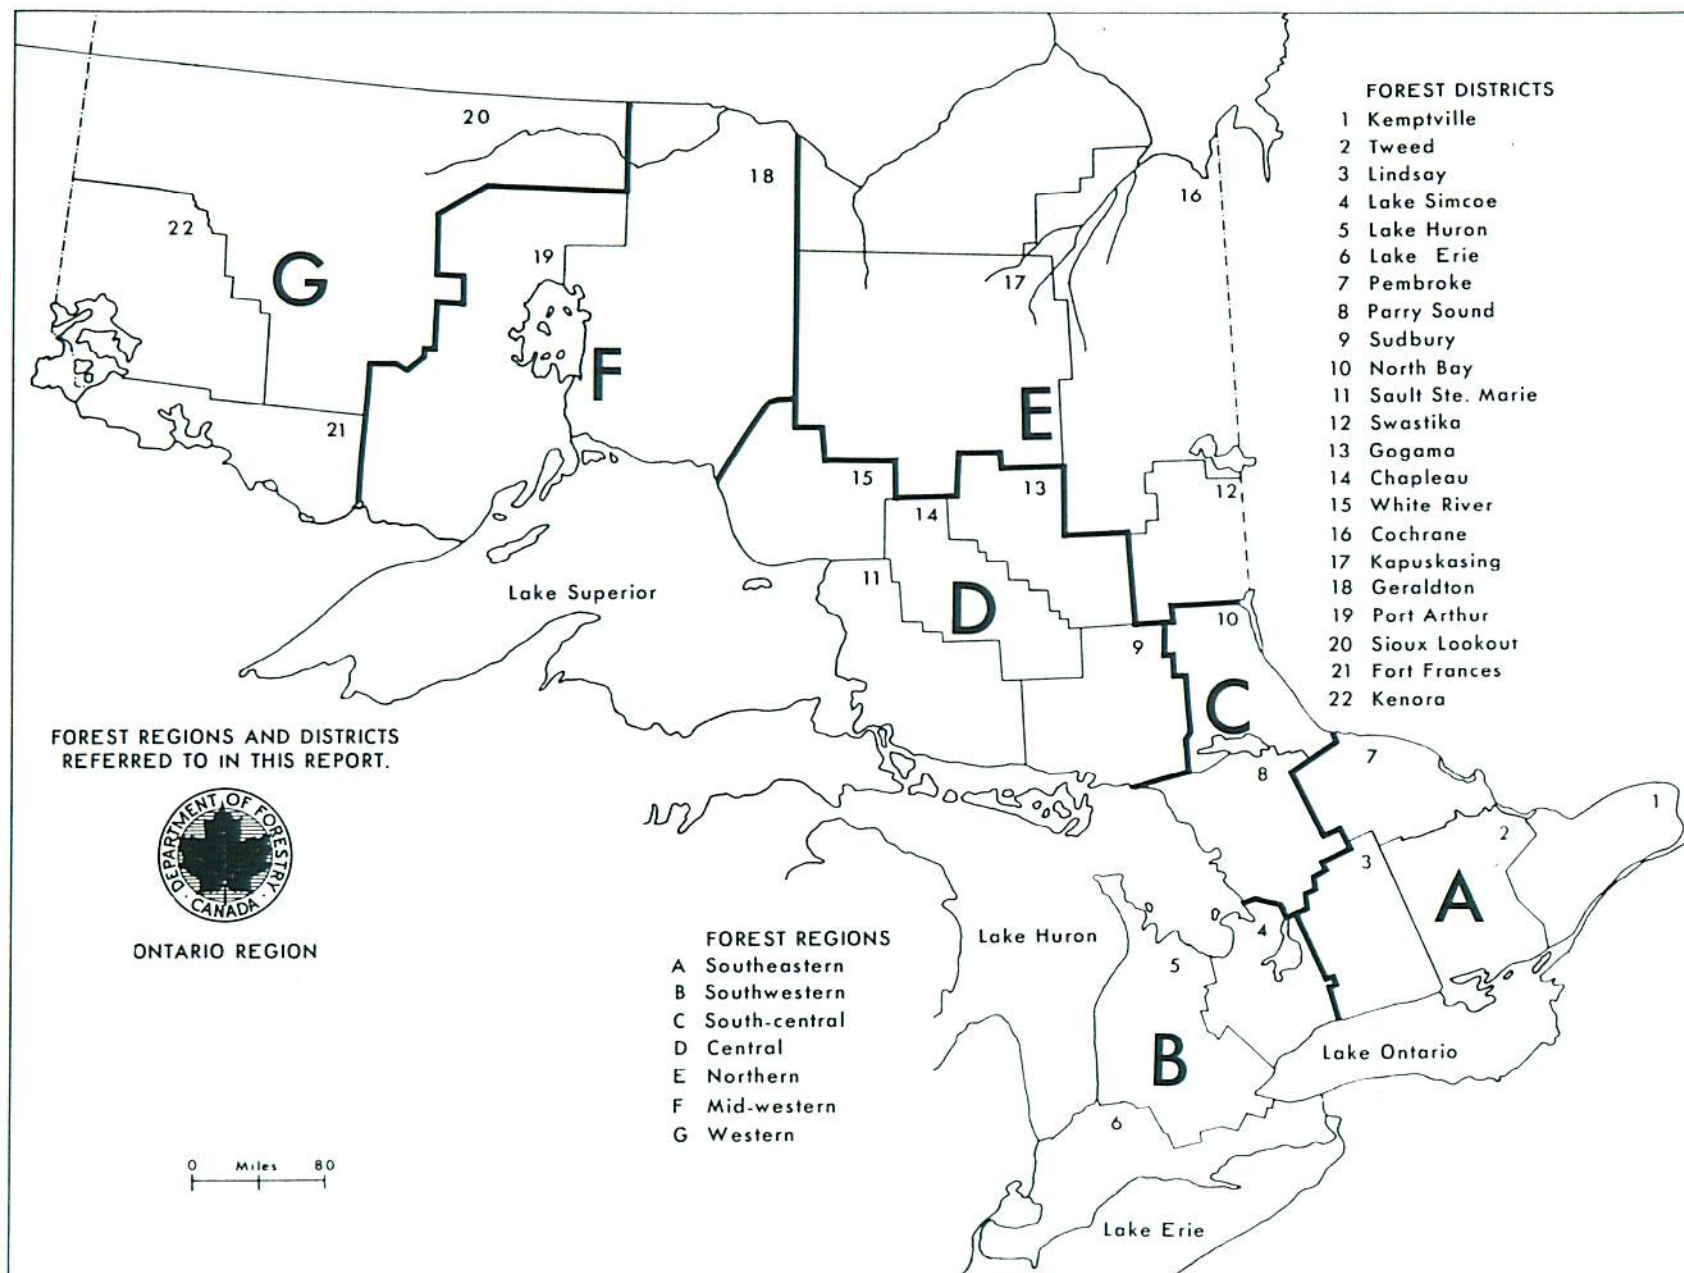 FOREST DISTRICTS
1 Kemptville
2 Tweed
3 Lindsay
4 Lake Simcoe
5 Lake Huron
6 Lake Erie
7 Pembroke
8 Parry Sound
9 Sudbury
10 North Bay
11 Sault Ste. Marie
12 Swastika
13 Gogama
14 Chapleau
15 White River
16 Cochrane
17 Kapuskasing
18 Geraldton
19 Port Arthur
20 Sioux Lookout
21 Fort Frances
22 Kenora
20
18
16
22
G
19
17
F
E
21
15
13
12
14
11
D
Lake Superior
10
9
C
FOREST REGIONS AND DISTRICTS
REFERRED TO IN THIS REPORT.
DEPARTMENT OF FORESTRY
CANADA
ONTARIO REGION
8
7
1
2
3
A
4
Lake Huron
5
B
Lake Ontario
6
Lake Erie
FOREST REGIONS
A Southeastern
B Southwestern
C South-central
D Central
E Northern
F Mid-western
G Western
0 Miles 80